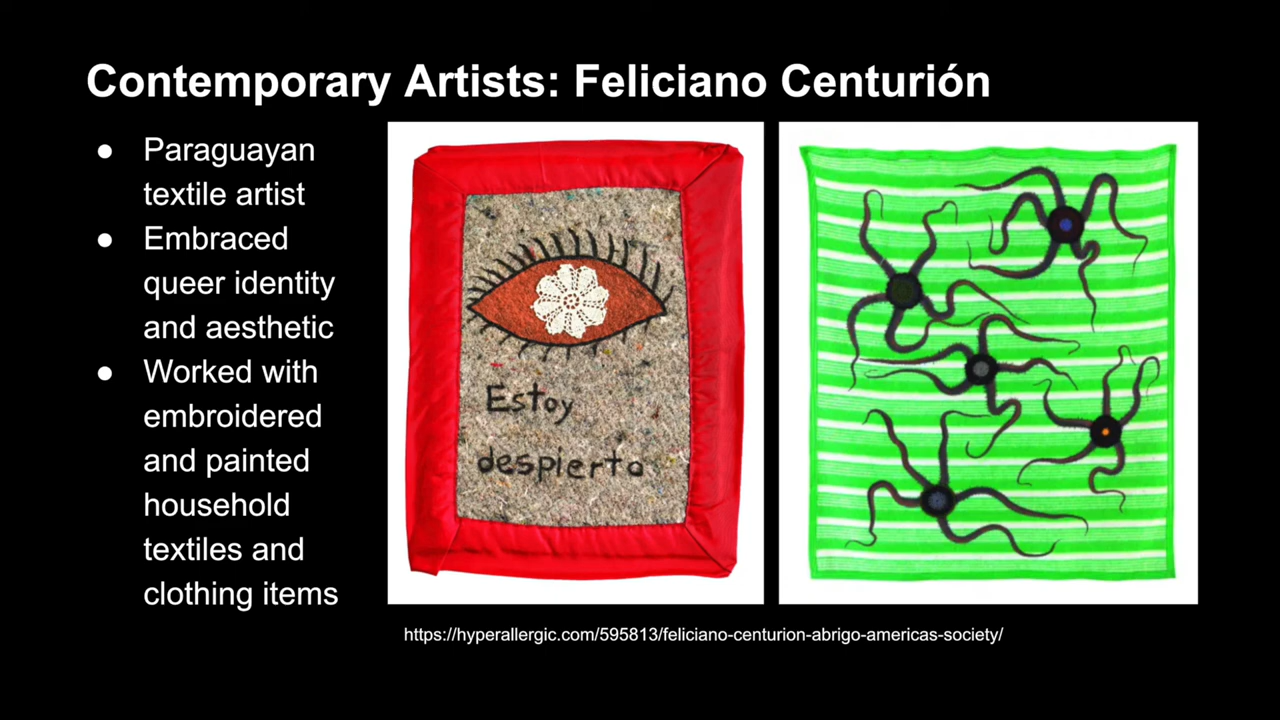 Contemporary Artists: Feliciano Centurión
● Paraguayan
textile artist
● Embraced
queer identity
and aesthetic
● Worked with
embroidered
and painted
household
textiles and
clothing items
Estoy
despierto
https://hyperallergic.com/595813/feliciano-centurion-abrigo-americas-society/